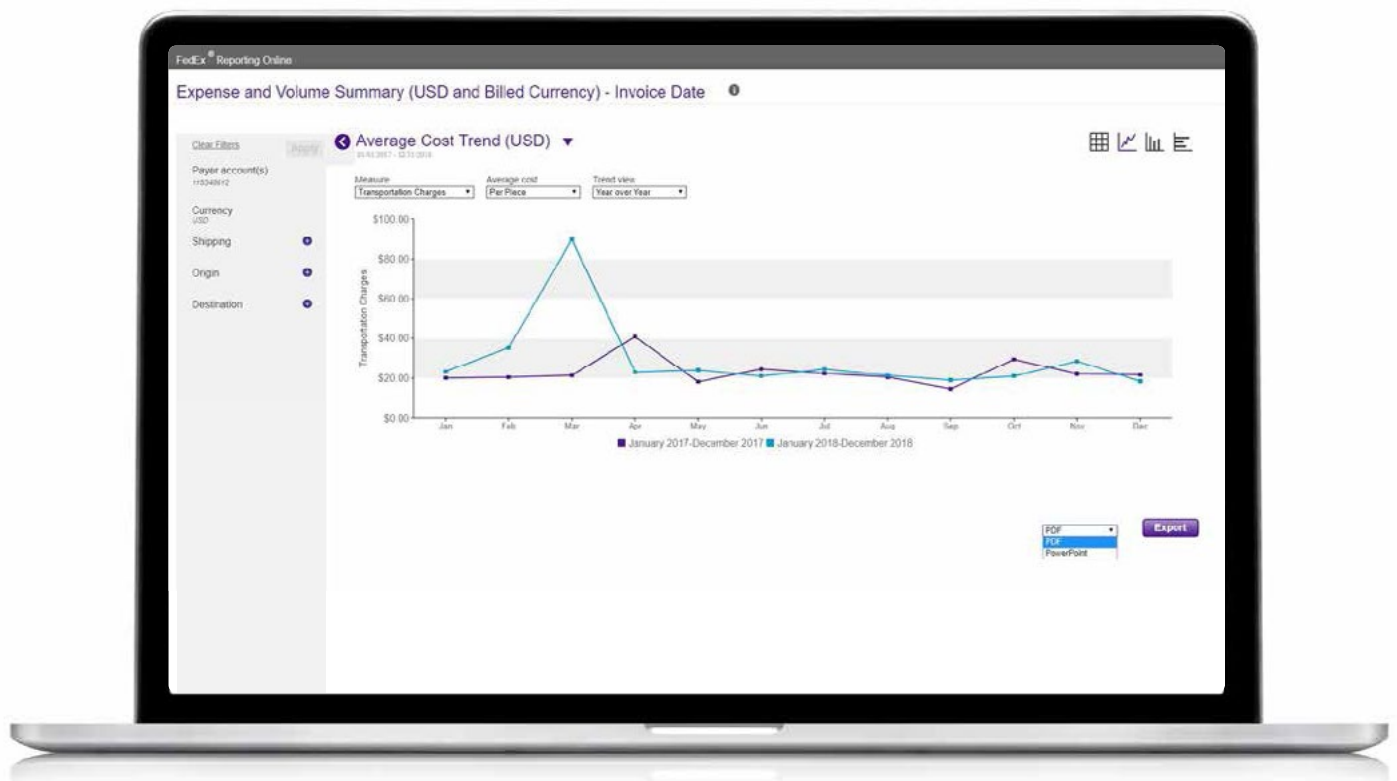 FedEx® Reporting Online
Expense and Volume Summary (USD and Billed Currency) - Invoice Date
Clear Filters
Apply
Payer account(s)
Currency
USD
Shipping
Origin
Destination
Average Cost Trend (USD)
Measure
Average cost
Trend view
Transportation Charges
Per Piece
Year over Year
Transportation Charges
$100.00
$80.00
$60.00
$40.00
$20.00
$0.00
Jan Feb Mar Apr May Jun Jul Aug Sep Oct Nov Dec
January 2017-December 2017 January 2018-December 2018
PDF
PDF
PowerPoint
Export